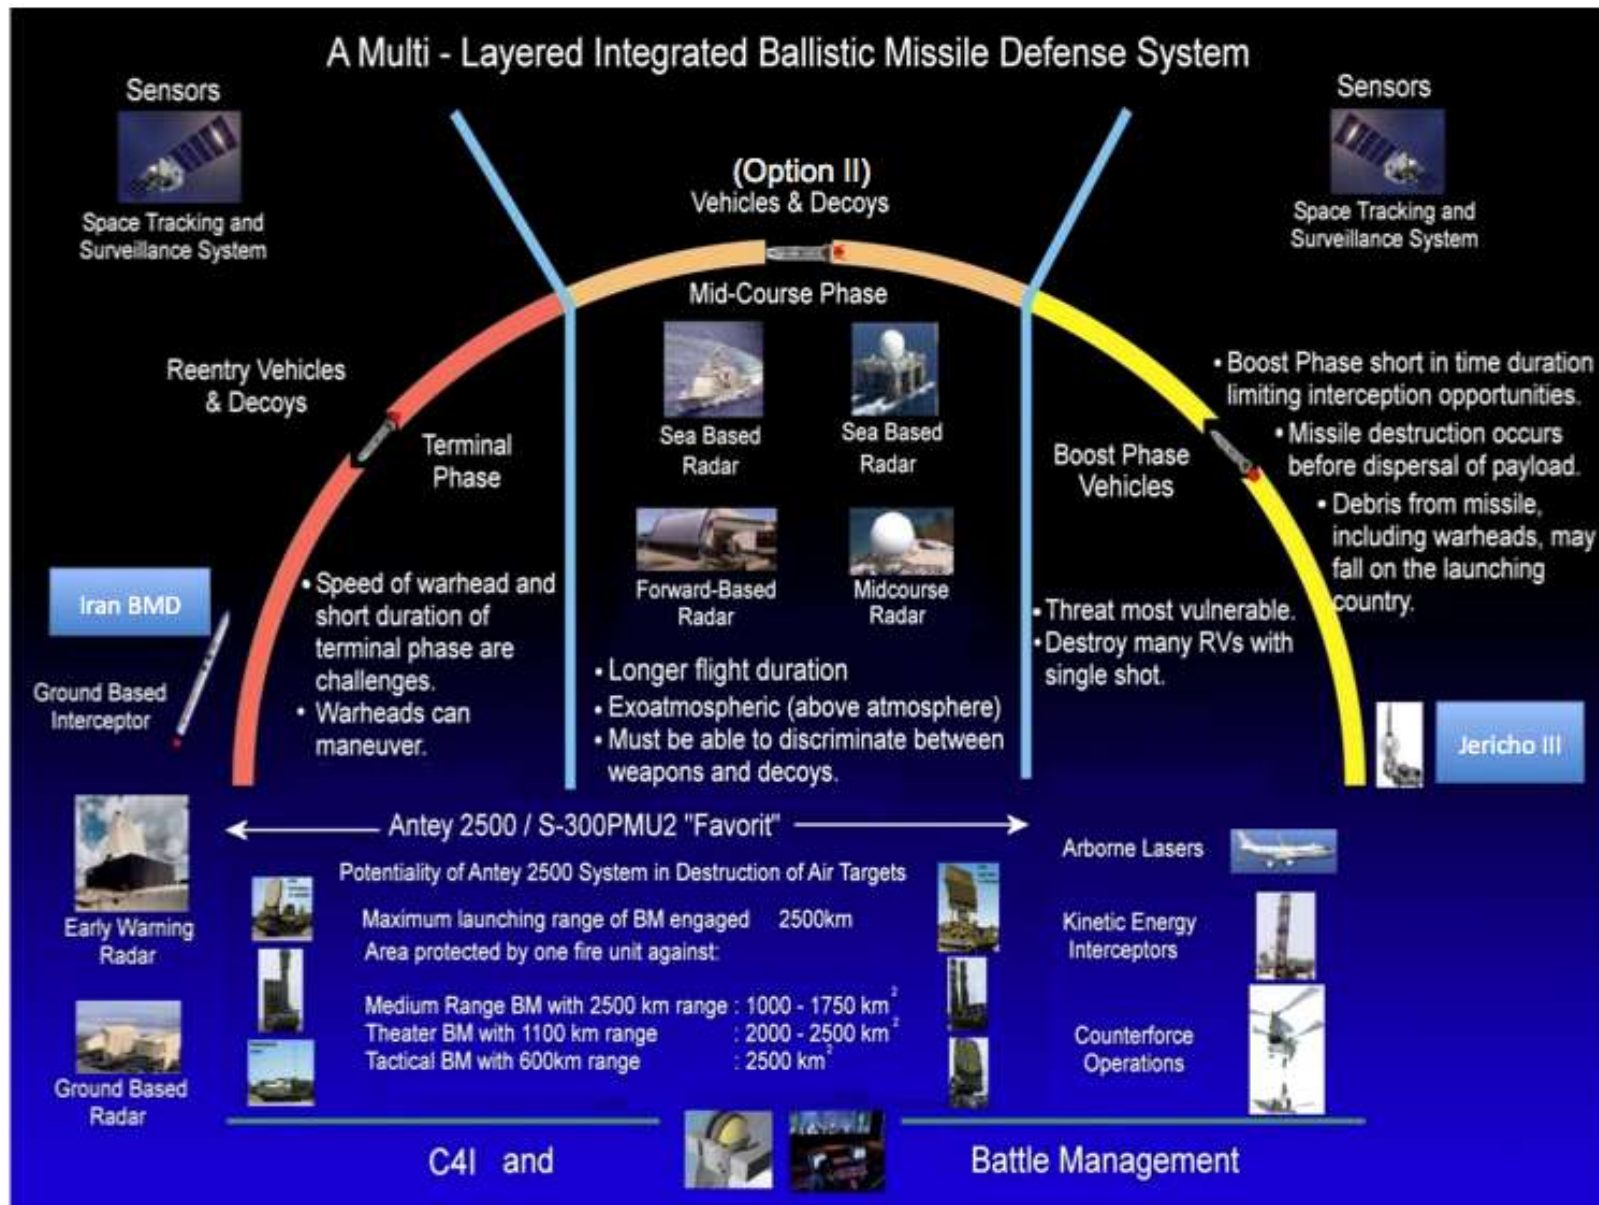 A Multi - Layered Integrated Ballistic Missile Defense System
Sensors
Space Tracking and
Surveillance System
(Option II)
Vehicles & Decoys
Sensors
Space Tracking and
Surveillance System
Mid-Course Phase
Sea Based
Radar
Sea Based
Radar
Forward-Based
Radar
Midcourse
Radar
Reentry Vehicles
& Decoys
Terminal
Phase
Boost Phase
Vehicles
• Boost Phase short in time duration
limiting interception opportunities.
• Missile destruction occurs
before dispersal of payload.
• Debris from missile,
including warheads, may
fall on the launching
country.
Iran BMD
Ground Based
Interceptor
• Speed of warhead and
short duration of
terminal phase are
challenges.
• Warheads can
maneuver.
• Longer flight duration
• Exoatmospheric (above atmosphere)
• Must be able to discriminate between
weapons and decoys.
• Threat most vulnerable.
• Destroy many RVs with
single shot.
Jericho III
Early Warning
Radar
Ground Based
Radar
Antey 2500 / S-300PMU2 "Favorit"
Potentiality of Antey 2500 System in Destruction of Air Targets
Maximum launching range of BM engaged 2500km
Area protected by one fire unit against:
Medium Range BM with 2500 km range : 1000 - 1750 km²
Theater BM with 1100 km range : 2000 - 2500 km²
Tactical BM with 600km range : 2500 km²
Arborne Lasers
Kinetic Energy
Interceptors
Counterforce
Operations
C4I and
Battle Management